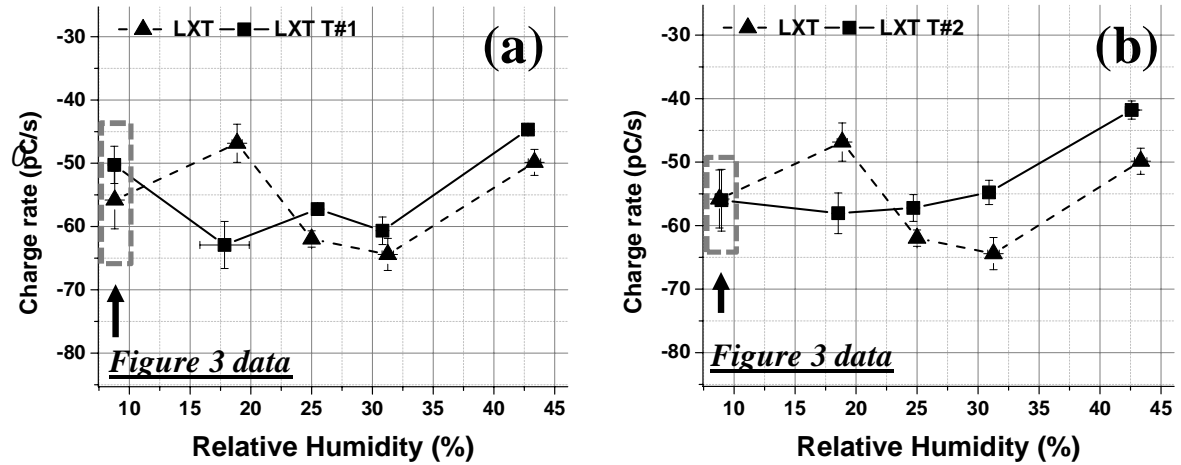 LXT LXT T#1
(a)
Charge rate (pC/s)
-30
-40
-50
-60
-70
-80
Figure 3 data
10 15 20 25 30 35 40 45
Relative Humidity (%)
LXT LXT T#2
(b)
Charge rate (pC/s)
-30
-40
-50
-60
-70
-80
Figure 3 data
10 15 20 25 30 35 40 45
Relative Humidity (%)